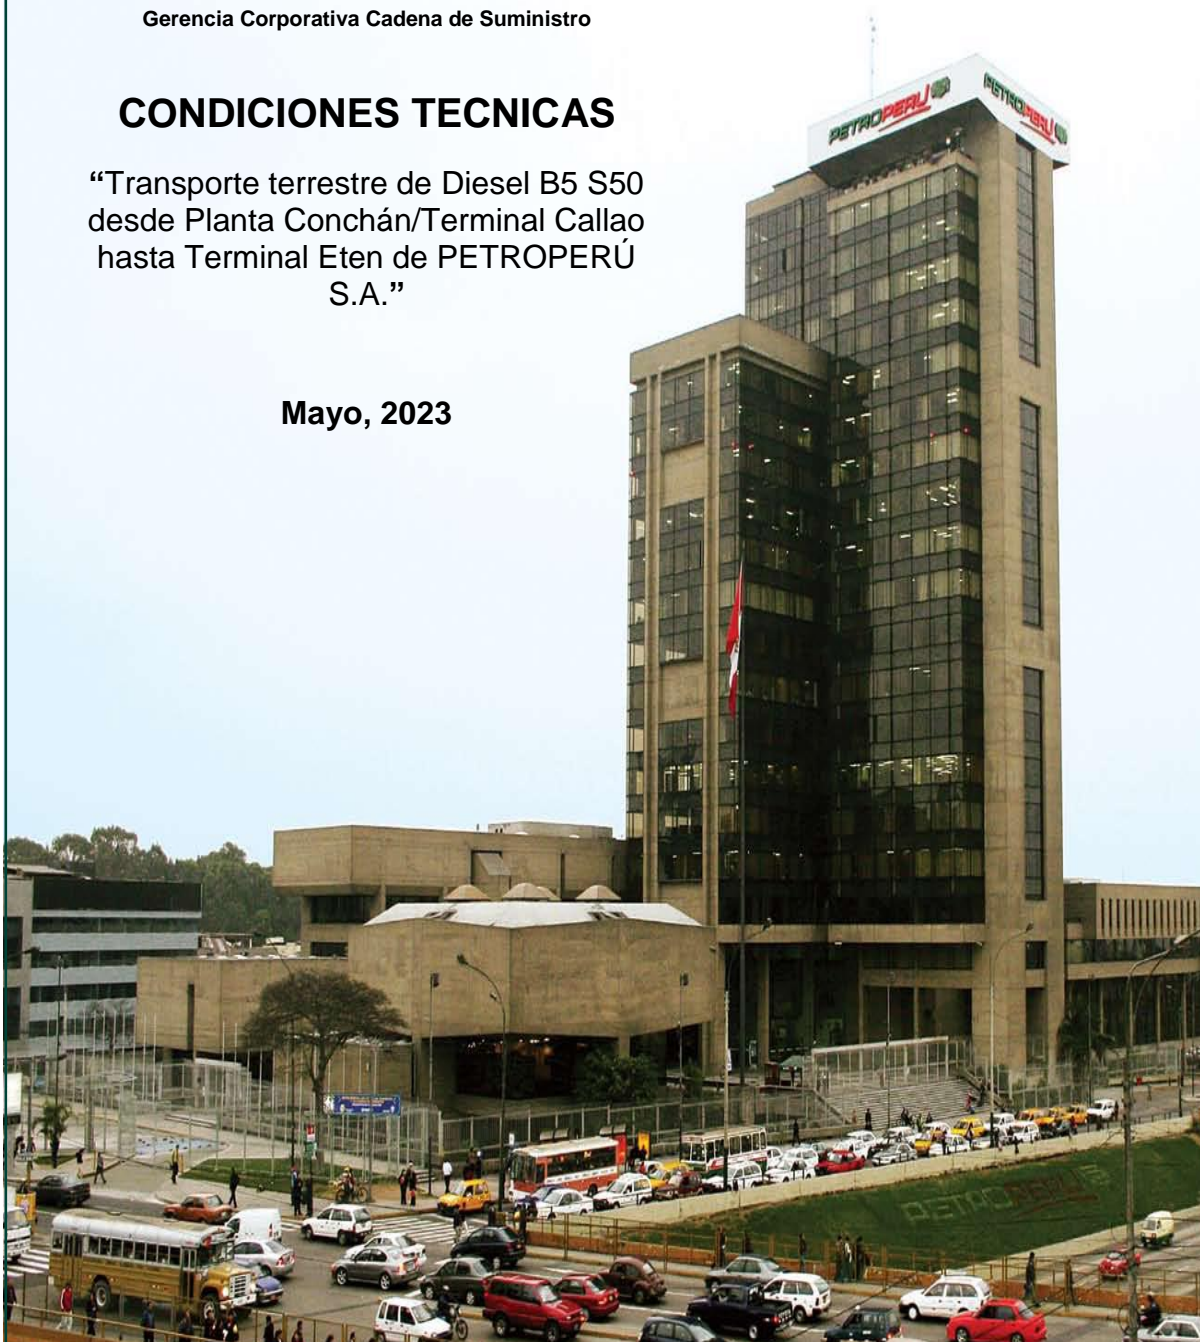 Gerencia Corporativa Cadena de Suministro
CONDICIONES TECNICAS
“Transporte terrestre de Diesel B5 S50
desde Planta Conchán/Terminal Callao
hasta Terminal Eten de PETROPERÚ
S.A.”
Mayo, 2023
PETROPERU
PETROPERU
PETROPERU